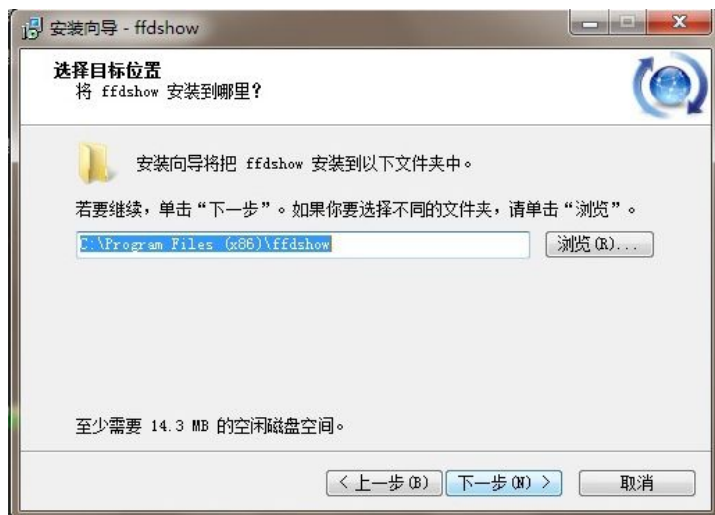 安装向导 - ffdshow
选择目标位置
将 ffdshow 安装到哪里?
安装向导将把 ffdshow 安装到以下文件夹中。
若要继续，单击“下一步”。如果你要选择不同的文件夹，请单击“浏览”。
C:\Program Files (x86)\ffdshow
浏览(R)...
至少需要 14.3 MB 的空闲磁盘空间。
< 上一步(B)
下一步(N) >
取消